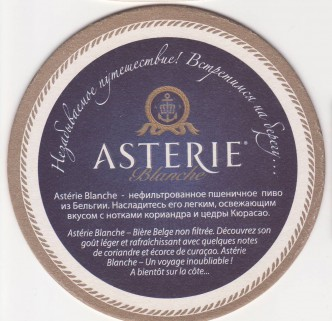 Незабываемое путешествие! Встретимся на берегу...
ASTERIE®
Blanche
Astérie Blanche - нефильтрованное пшеничное пиво
из Бельгии. Насладитесь его легким, освежающим
вкусом с нотками кориандра и цедры Кюрасао.
Astérie Blanche – Bière Belge non filtrée. Découvrez son
goût léger et rafraîchissant avec quelques notes
de coriandre et écorce de curaçao. Astérie
Blanche – Un voyage inoubliable !
A bientôt sur la côte...